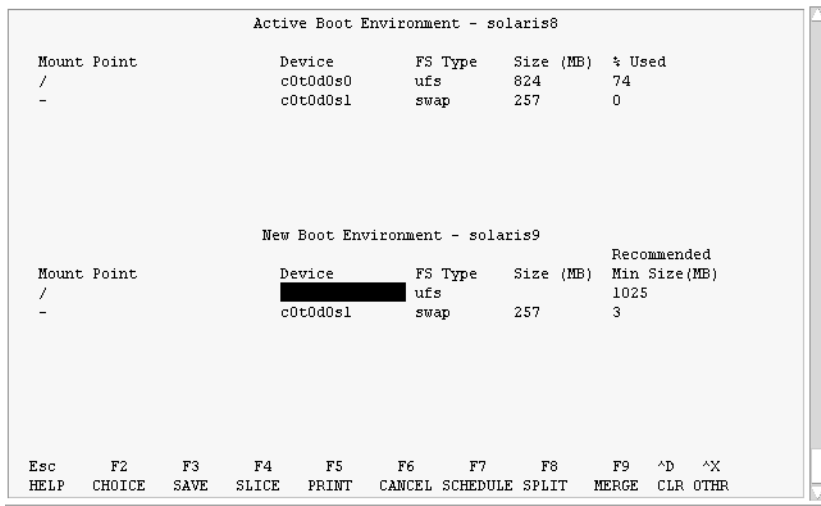 Active Boot Environment - solaris8
Mount Point Device FS Type Size (MB) % Used
/ c0t0d0s0 ufs 824 74
- c0t0d0s1 swap 257 0
New Boot Environment - solaris9
Recommended
Mount Point Device FS Type Size (MB) Min Size(MB)
/ ufs 1025
- c0t0d0s1 swap 257 3
Esc F2 F3 F4 F5 F6 F7 F8 F9 ^D ^X
HELP CHOICE SAVE SLICE PRINT CANCEL SCHEDULE SPLIT MERGE CLR OTHR